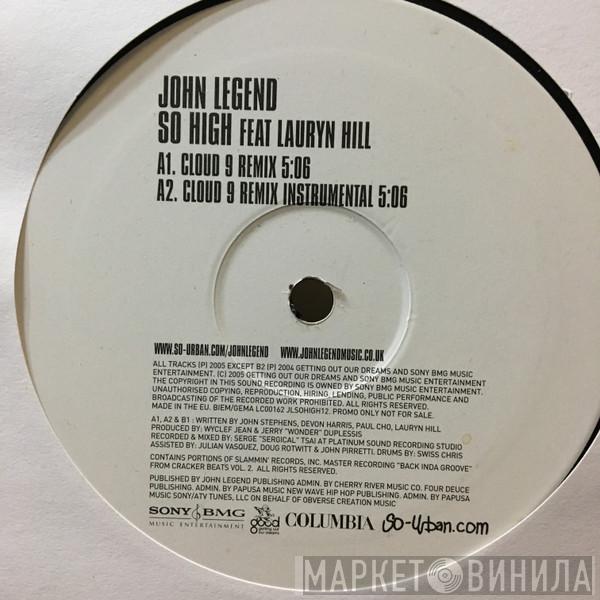 JOHN LEGEND
SO HIGH FEAT LAURYN HILL
A1. CLOUD 9 REMIX 5:06
A2. CLOUD 9 REMIX INSTRUMENTAL 5:06
WWW.SO-URBAN.COM/JOHNLEGEND WWW.JOHNLEGENDMUSIC.CO.UK
ALL TRACKS (P) 2005 EXCEPT B2 (P) 2004 GETTING OUT OUR DREAMS AND SONY BMG MUSIC
ENTERTAINMENT. (C) 2005 GETTING OUT OUR DREAMS AND SONY BMG MUSIC ENTERTAINMENT
THE COPYRIGHT IN THIS SOUND RECORDING IS OWNED BY SONY BMG MUSIC ENTERTAINMENT.
UNAUTHORISED COPYING, REPRODUCTION, HIRING, LENDING, PUBLIC PERFORMANCE AND
BROADCASTING OF THE RECORDED WORK PROHIBITED. ALL RIGHTS RESERVED.
MADE IN THE EU. BIEM/GEMA LC00162 JLSOHIGH12. PROMO ONLY NOT FOR SALE.
A1, A2 & B1 : WRITTEN BY JOHN STEPHENS, DEVON HARRIS, PAUL CHO, LAURYN HILL
PRODUCED BY: WYCLEF JEAN & JERRY "WONDER" DUPLESSIS
RECORDED & MIXED BY: SERGE "SERGICAL" TSAI AT PLATINUM SOUND RECORDING STUDIO
ASSISTED BY: JULIAN VASQUEZ, DOUG ROTWITT & JOHN PIRRETTI. DRUMS BY: SWISS CHRIS
CONTAINS PORTIONS OF SLAMMIN' RECORDS, INC. MASTER RECORDING "BACK INDA GROOVE"
FROM CRACKER BEATS VOL. 2. ALL RIGHTS RESERVED.
PUBLISHED BY JOHN LEGEND PUBLISHING ADMIN. BY CHERRY RIVER MUSIC CO. FOUR DEUCE
PUBLISHING. ADMIN. BY PAPUSA MUSIC NEW WAVE HIP HOP PUBLISHING. ADMIN. BY PAPUSA
MUSIC SONY/ATV TUNES, LLC ON BEHALF OF OBVERSE CREATION MUSIC
SONY BMG
MUSIC ENTERTAINMENT
good
getting out our dreams
COLUMBIA
So-Urban.com
МАРКЕТ ВИНИЛА